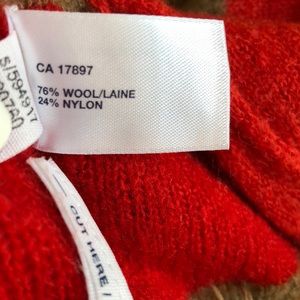 CA 17897
76% WOOL/LAINE
24% NYLON
CUT HERE /